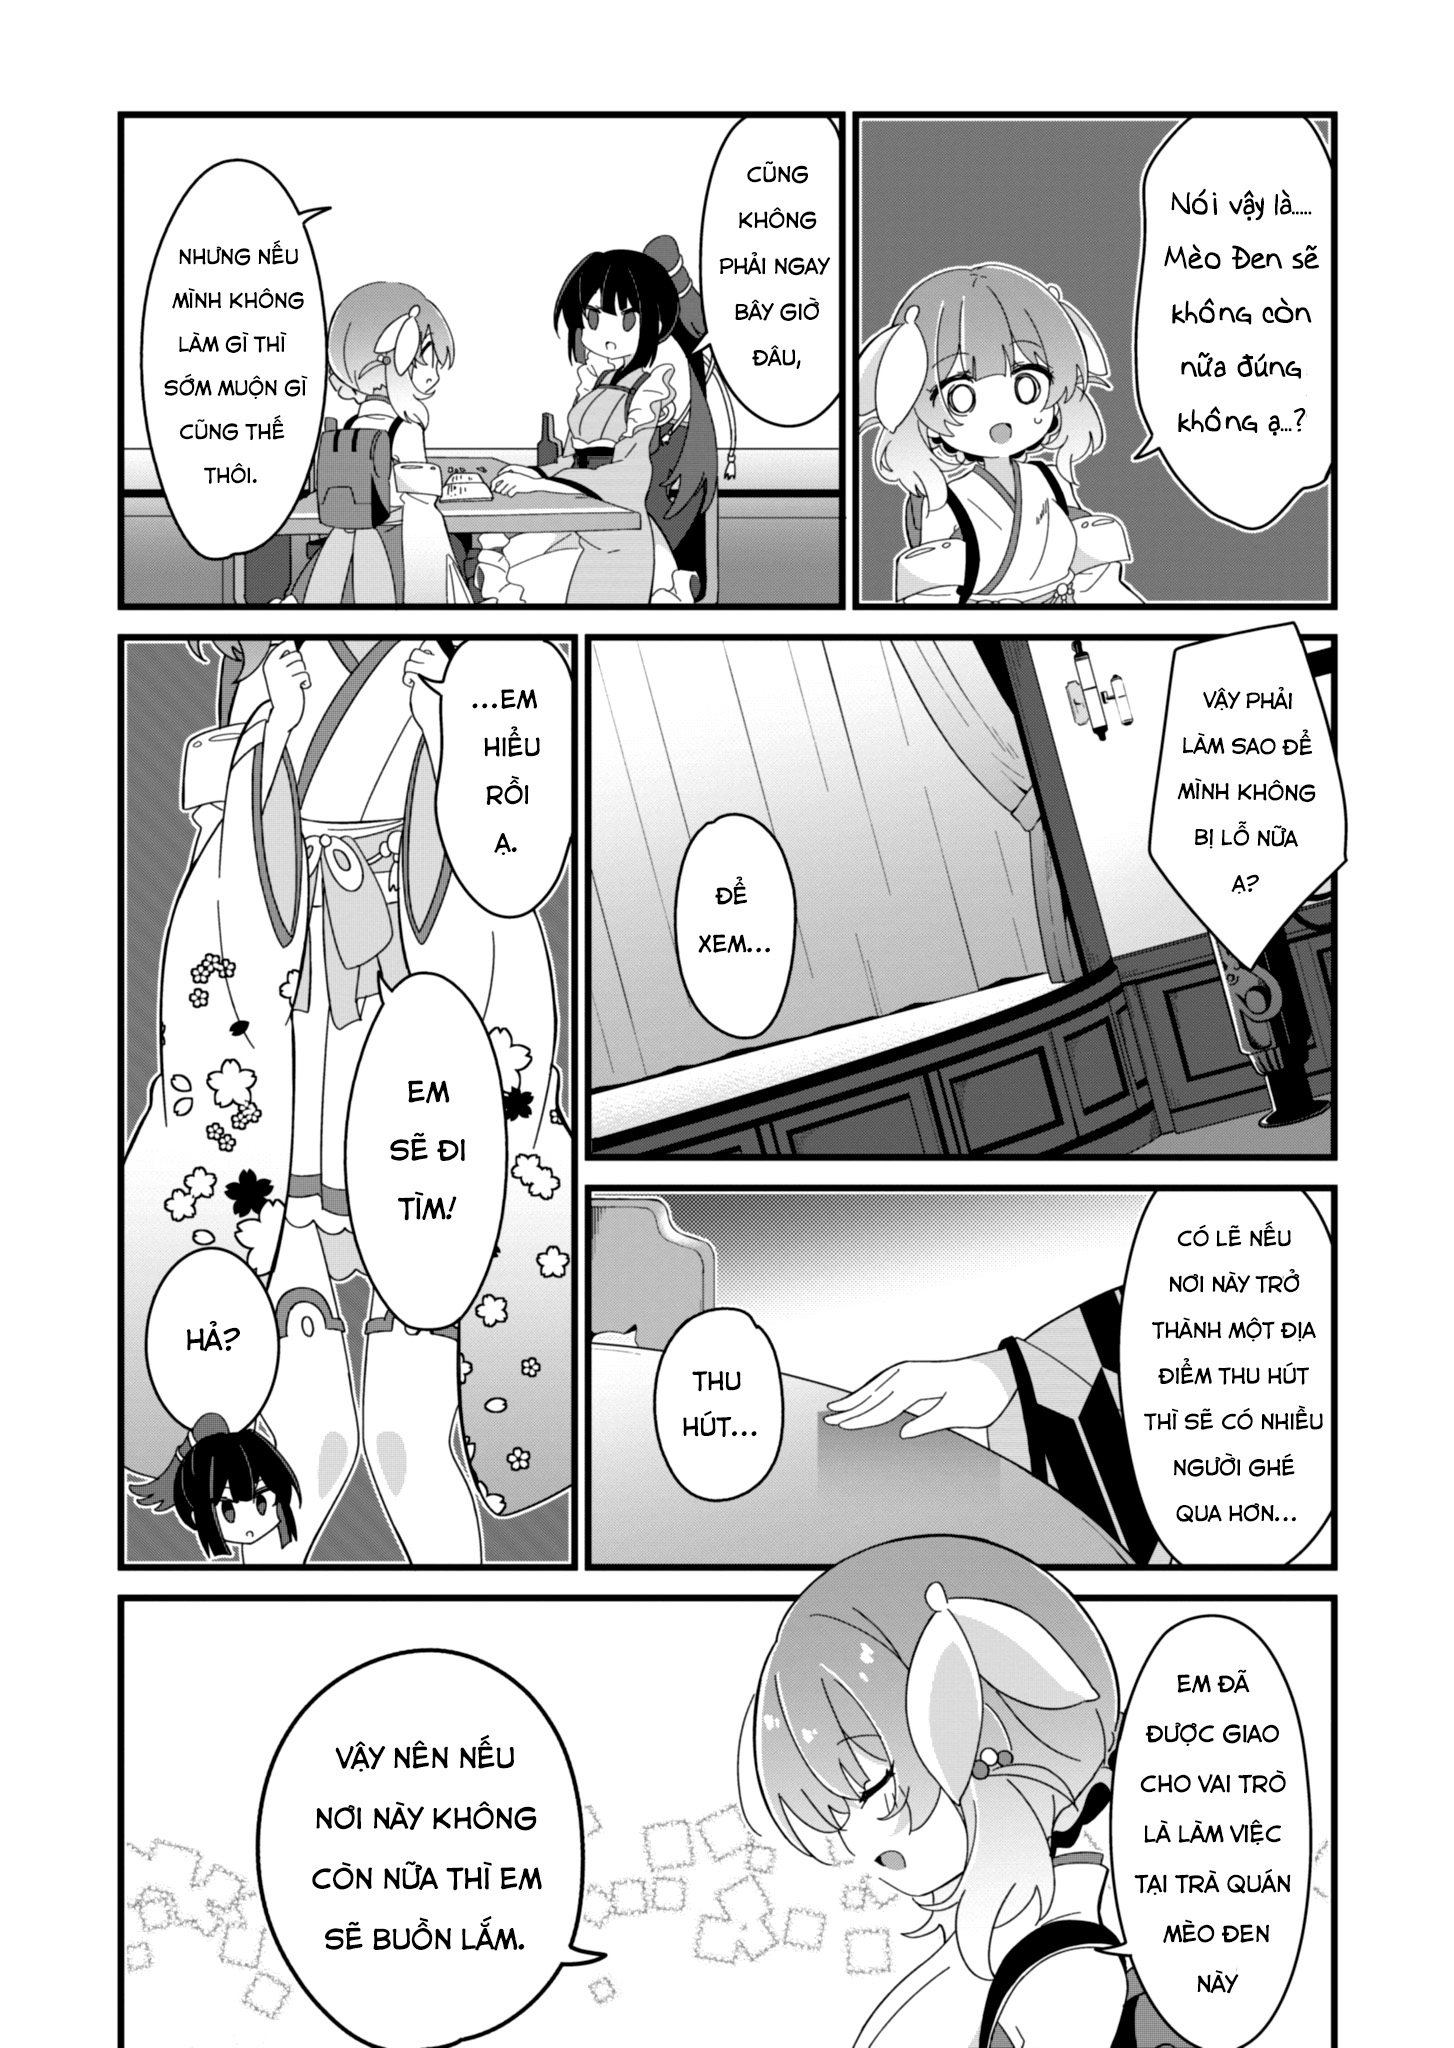 Nói vậy là.....
Mèo Đen sẽ
không còn
nữa đúng
không ạ...?
CŨNG
KHÔNG
PHẢI NGAY
BÂY GIỜ
ĐÂU,
NHƯNG NẾU
MÌNH KHÔNG
LÀM GÌ THÌ
SỚM MUỘN GÌ
CŨNG THẾ
THÔI.
VẬY PHẢI
LÀM SAO ĐỂ
MÌNH KHÔNG
BỊ LỖ NỮA
Ạ?
ĐỂ
XEM...
CÓ LẼ NẾU
NƠI NÀY TRỞ
THÀNH MỘT ĐỊA
ĐIỂM THU HÚT
THÌ SẼ CÓ NHIỀU
NGƯỜI GHÉ
QUA HƠN...
THU
HÚT...
...EM
HIỂU
RỒI
Ạ.
EM
SẼ ĐI
TÌM!
HẢ?
EM ĐÃ
ĐƯỢC GIAO
CHO VAI TRÒ
LÀ LÀM VIỆC
TẠI TRÀ QUÁN
MÈO ĐEN
NÀY
VẬY NÊN NẾU
NƠI NÀY KHÔNG
CÒN NỮA THÌ EM
SẼ BUỒN LẮM.